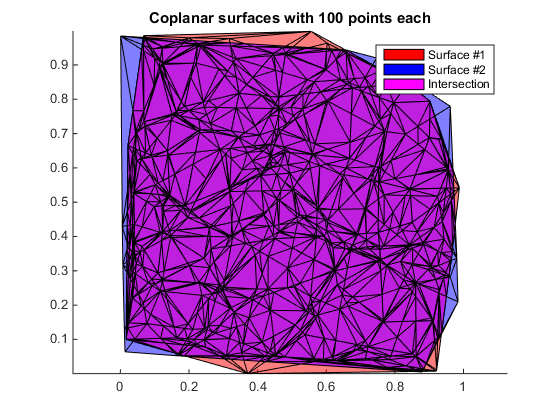 Coplanar surfaces with 100 points each
Surface #1
Surface #2
Intersection
0.9
0.8
0.7
0.6
0.5
0.4
0.3
0.2
0.1
0 0.2 0.4 0.6 0.8 1